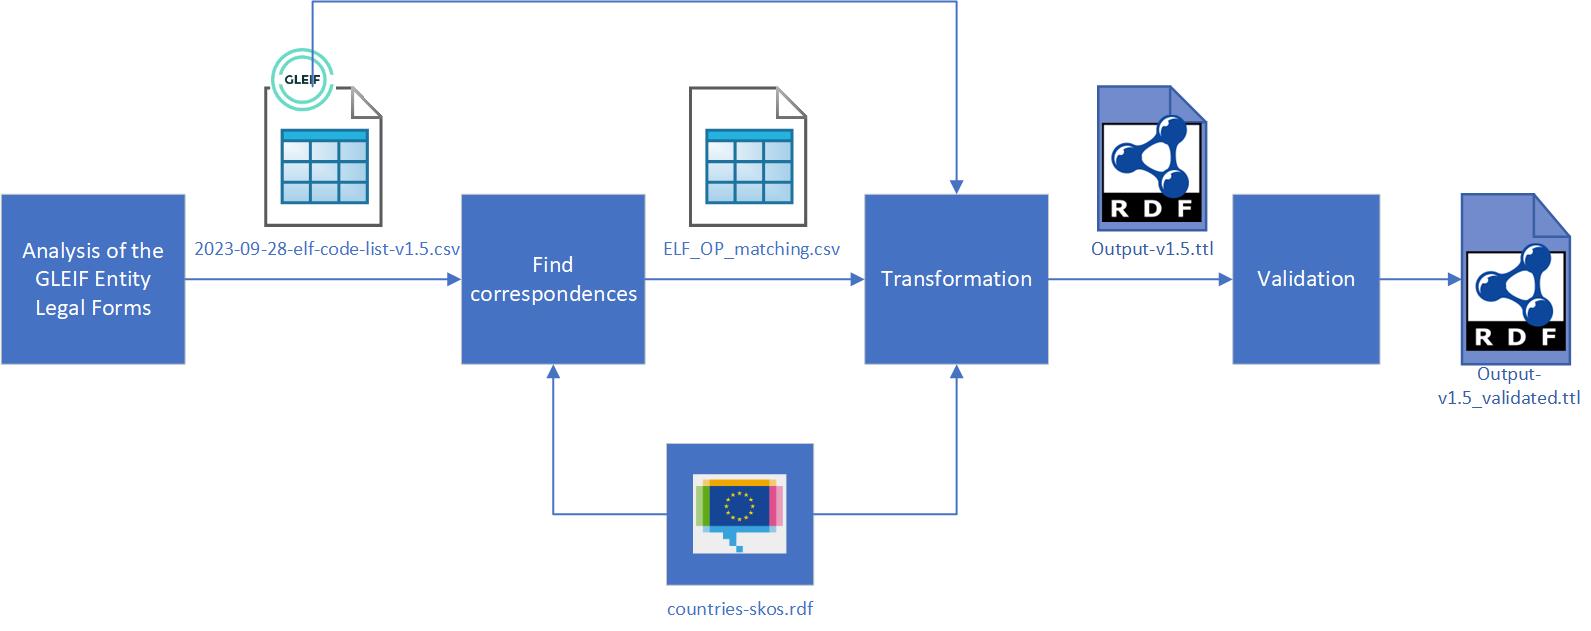 GLEIF
Analysis of the
GLEIF Entity
Legal Forms
2023-09-28-elf-code-list-v1.5.csv
Find
correspondences
ELF_OP_matching.csv
Transformation
RDF
Output-v1.5.ttl
Validation
RDF
Output-
v1.5_validated.ttl
countries-skos.rdf